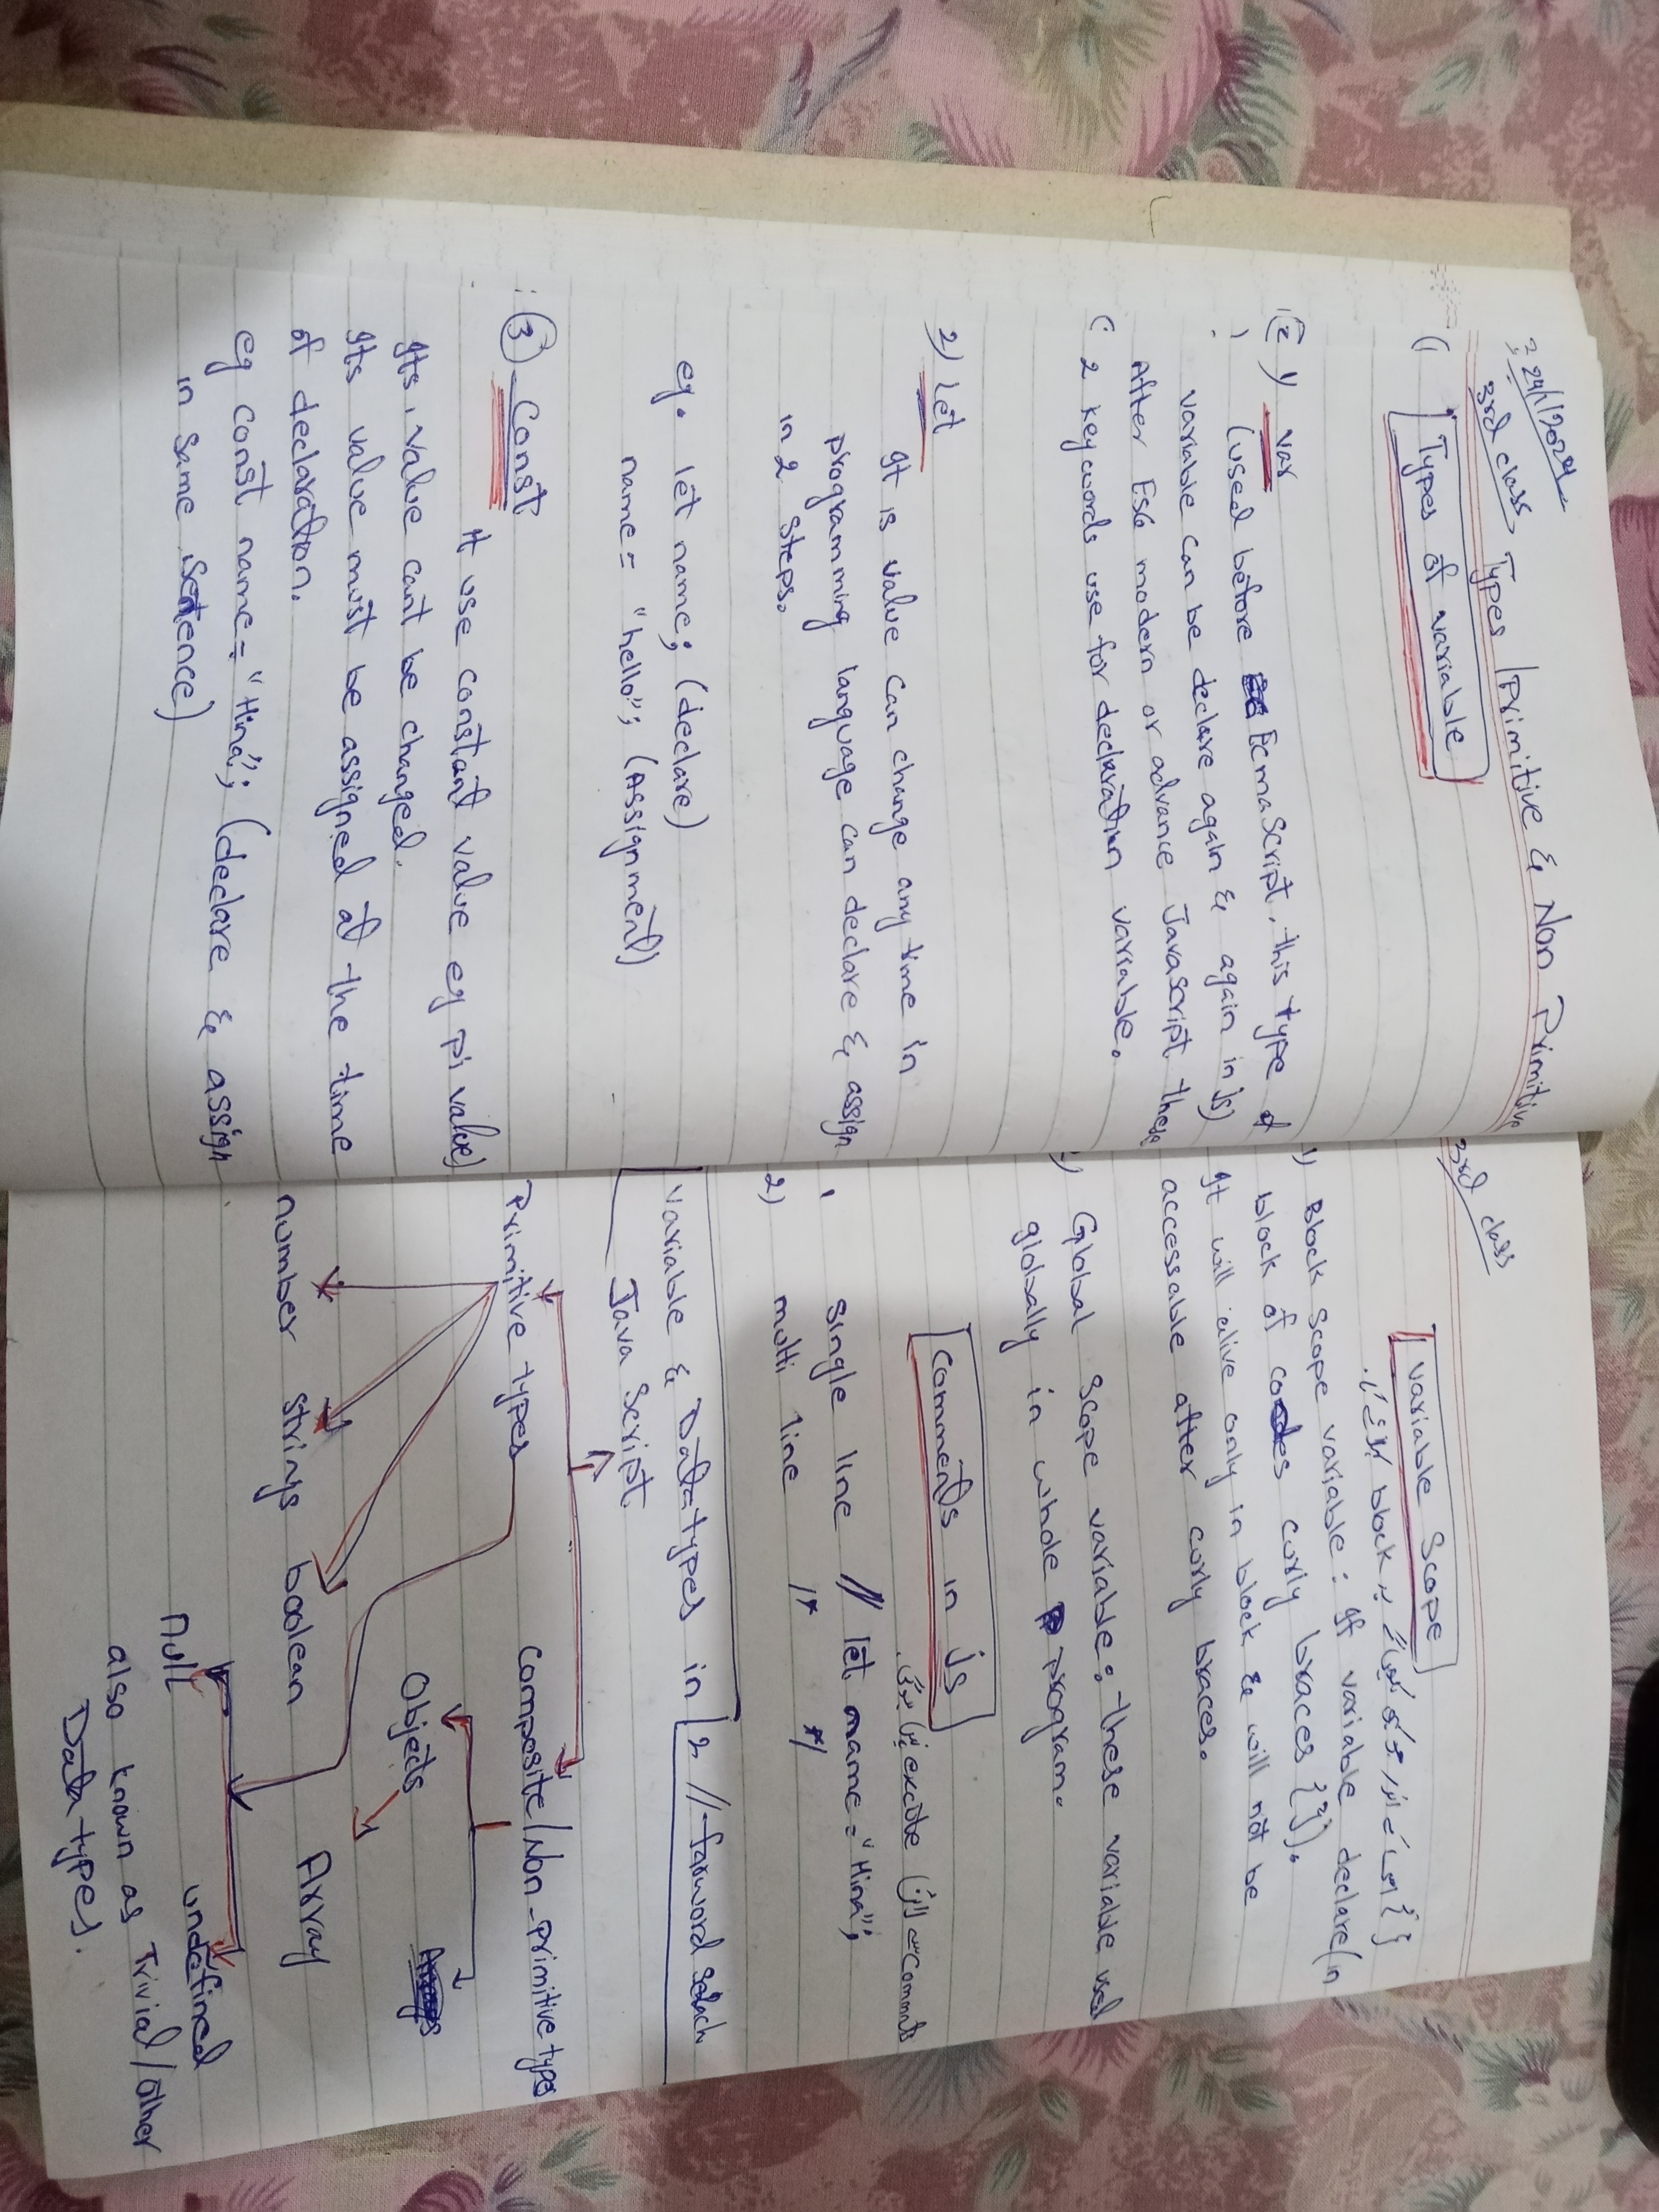 24/1/2024
3rd class Types | Primitive & Non Primitive
Types of variable
1) var
(used before EcmaScript, this type of
variable can be declare again & again in js)
After ES6 modern or advance JavaScript these
2 keywords use for declaration variable.
2) Let
It is value can change any time in
programming language can declare & assign
in 2 steps.
eg. let name; (declare)
name = "hello"; (Assignment)
3) Const
It use constant value eg pi value)
Its value cant be changed.
Its value must be assigned at the time
of declaration.
eg const name = "Hina"; (declare & assign
in same sentence)
3rd class
Variable Scope
block { }
1) Block scope variable: If variable declare (in
block of codes curly braces { }).
It will alive only in block & will not be
accessable after curly braces.
Global scope variable: these variable used
globally in whole program.
Comments in js
execute comments
1 single line // let name = "Hina";
2) multi line /* */
Variable & Datatypes in
Java Script
2 // farword selsch
Primitive types
Composite/Non-primitive types
number strings boolean
Objects
Array
null undefined
also known as Trivial/other
Data types.